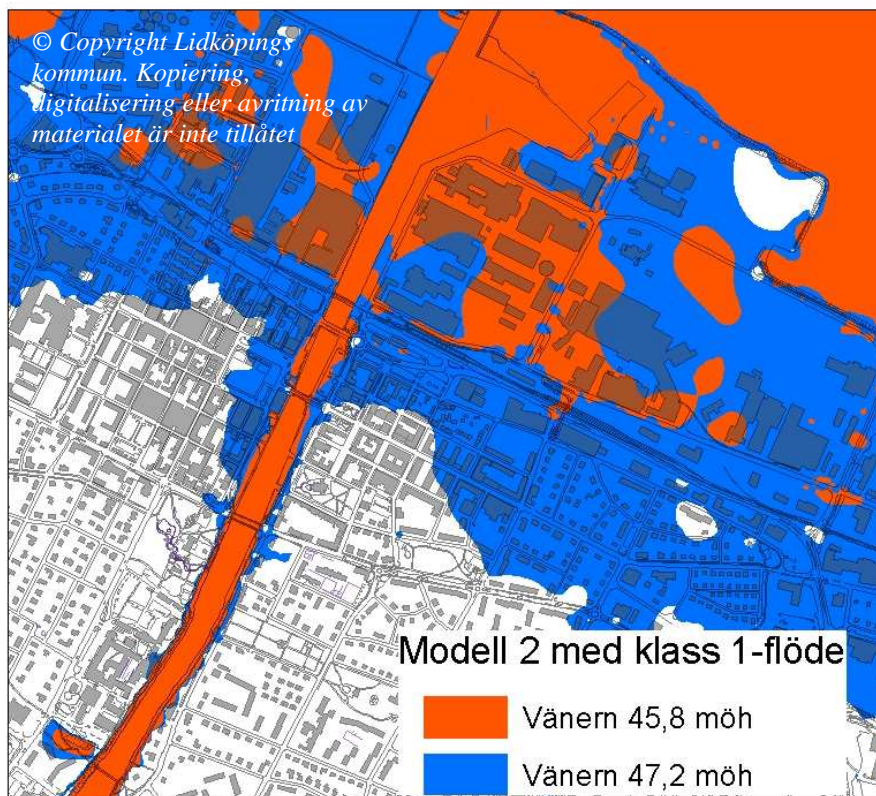 © Copyright Lidköpings
kommun. Kopiering,
digitalisering eller avritning av
materialet är inte tillåtet
Modell 2 med klass 1-flöde
Vänern 45,8 möh
Vänern 47,2 möh